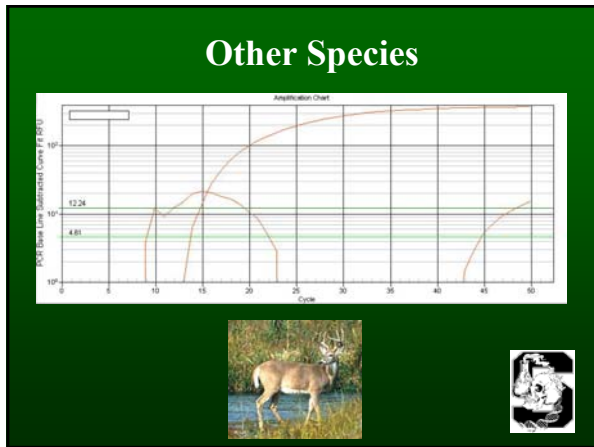 Other Species
Amplification Chart
PCR Base Line Subtracted Curve Fit RFU
10²
12.24
10¹
4.81
10⁰
0 5 10 15 20 25 30 35 40 45 50
Cycle